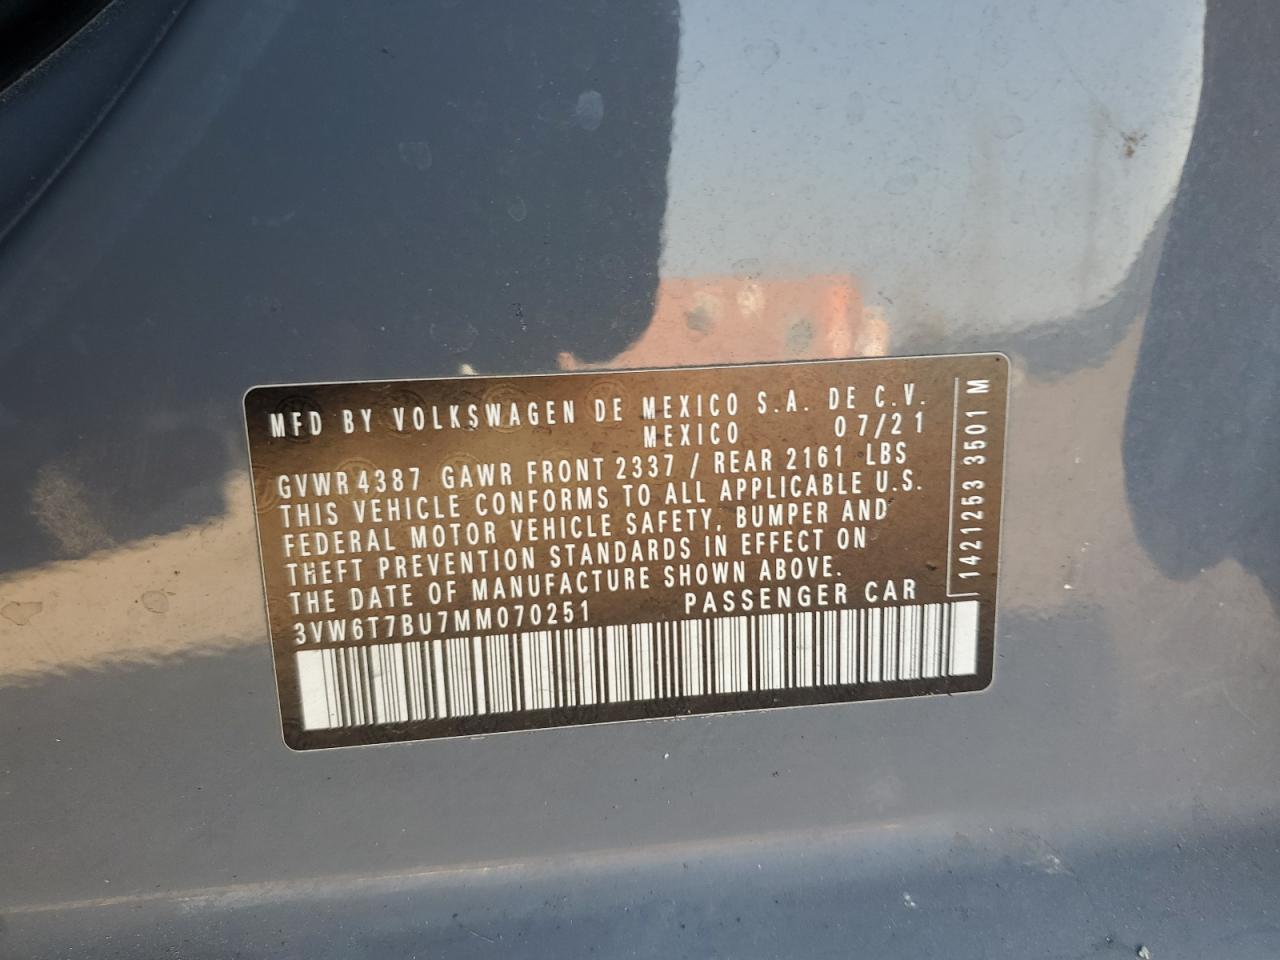 MFD BY VOLKSWAGEN DE MEXICO S.A. DE C.V.
MEXICO 07/21
GVWR 4387 GAWR FRONT 2337 / REAR 2161 LBS
THIS VEHICLE CONFORMS TO ALL APPLICABLE U.S.
FEDERAL MOTOR VEHICLE SAFETY, BUMPER AND
THEFT PREVENTION STANDARDS IN EFFECT ON
THE DATE OF MANUFACTURE SHOWN ABOVE.
3VW6T7BU7MM070251 PASSENGER CAR
1421253 3501 M